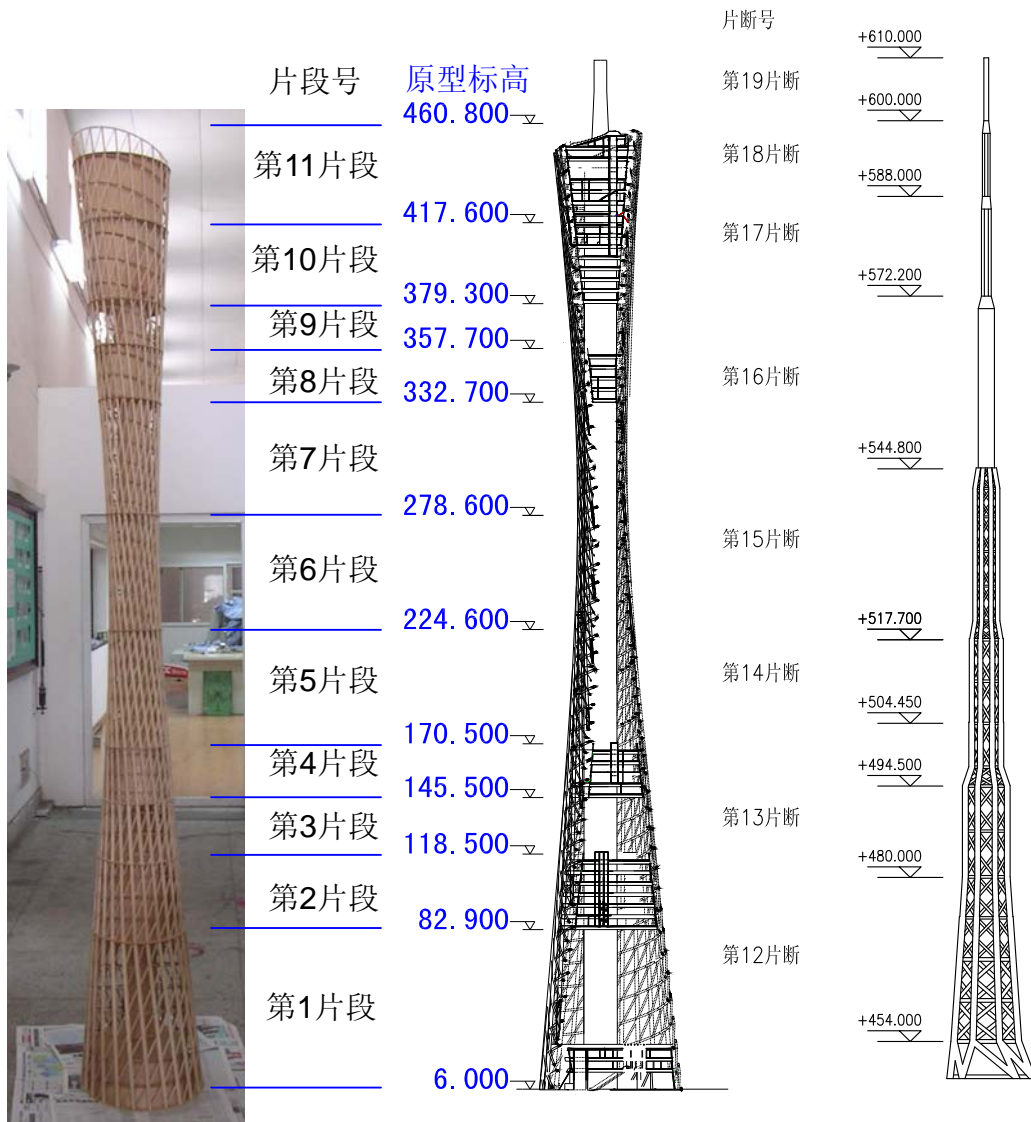 片段号
原型标高
460.800
第11片段
417.600
第10片段
379.300
第9片段
357.700
第8片段
332.700
第7片段
278.600
第6片段
224.600
第5片段
170.500
第4片段
145.500
第3片段
118.500
第2片段
82.900
第1片段
6.000
片断号
+610.000
第19片断
+600.000
第18片断
+588.000
第17片断
+572.200
第16片断
+544.800
第15片断
+517.700
第14片断
+504.450
+494.500
第13片断
+480.000
第12片断
+454.000